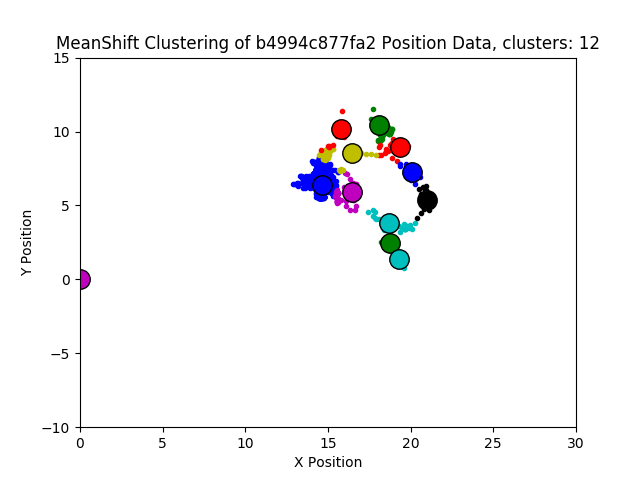 MeanShift Clustering of b4994c877fa2 Position Data, clusters: 12
15
10
5
0
−5
−10
Y Position
0 5 10 15 20 25 30
X Position